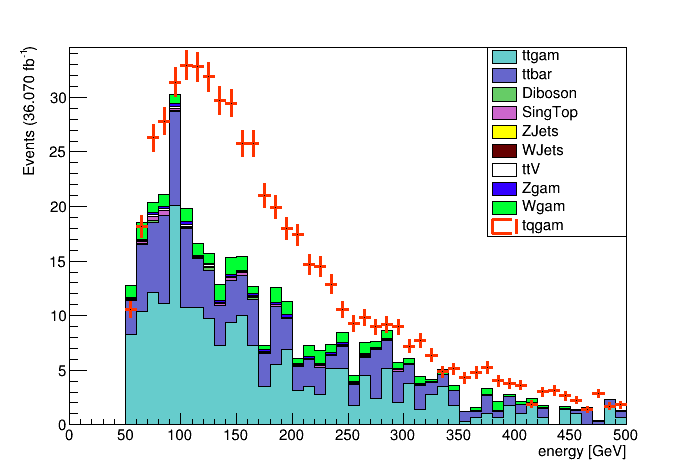 Events (36.070 fb⁻¹)
30
25
20
15
10
5
0
0 50 100 150 200 250 300 350 400 450 500
energy [GeV]
ttgam
ttbar
Diboson
SingTop
ZJets
WJets
ttV
Zgam
Wgam
tqgam